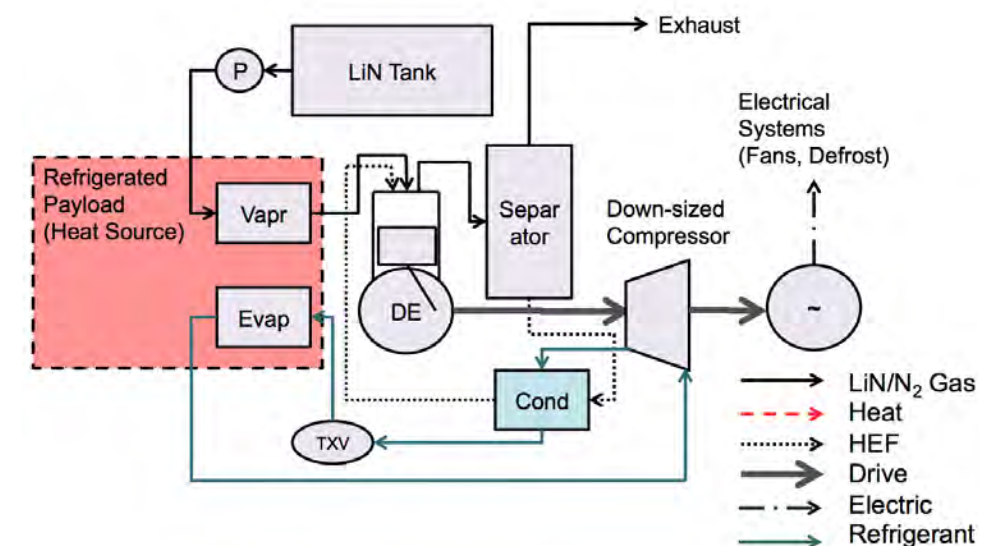 Exhaust
P
LiN Tank
Electrical
Systems
(Fans, Defrost)
Refrigerated
Payload
(Heat Source)
Vapr
Separ
ator
Down-sized
Compressor
Evap
DE
~
Cond
TXV
LiN/N₂ Gas
Heat
HEF
Drive
Electric
Refrigerant